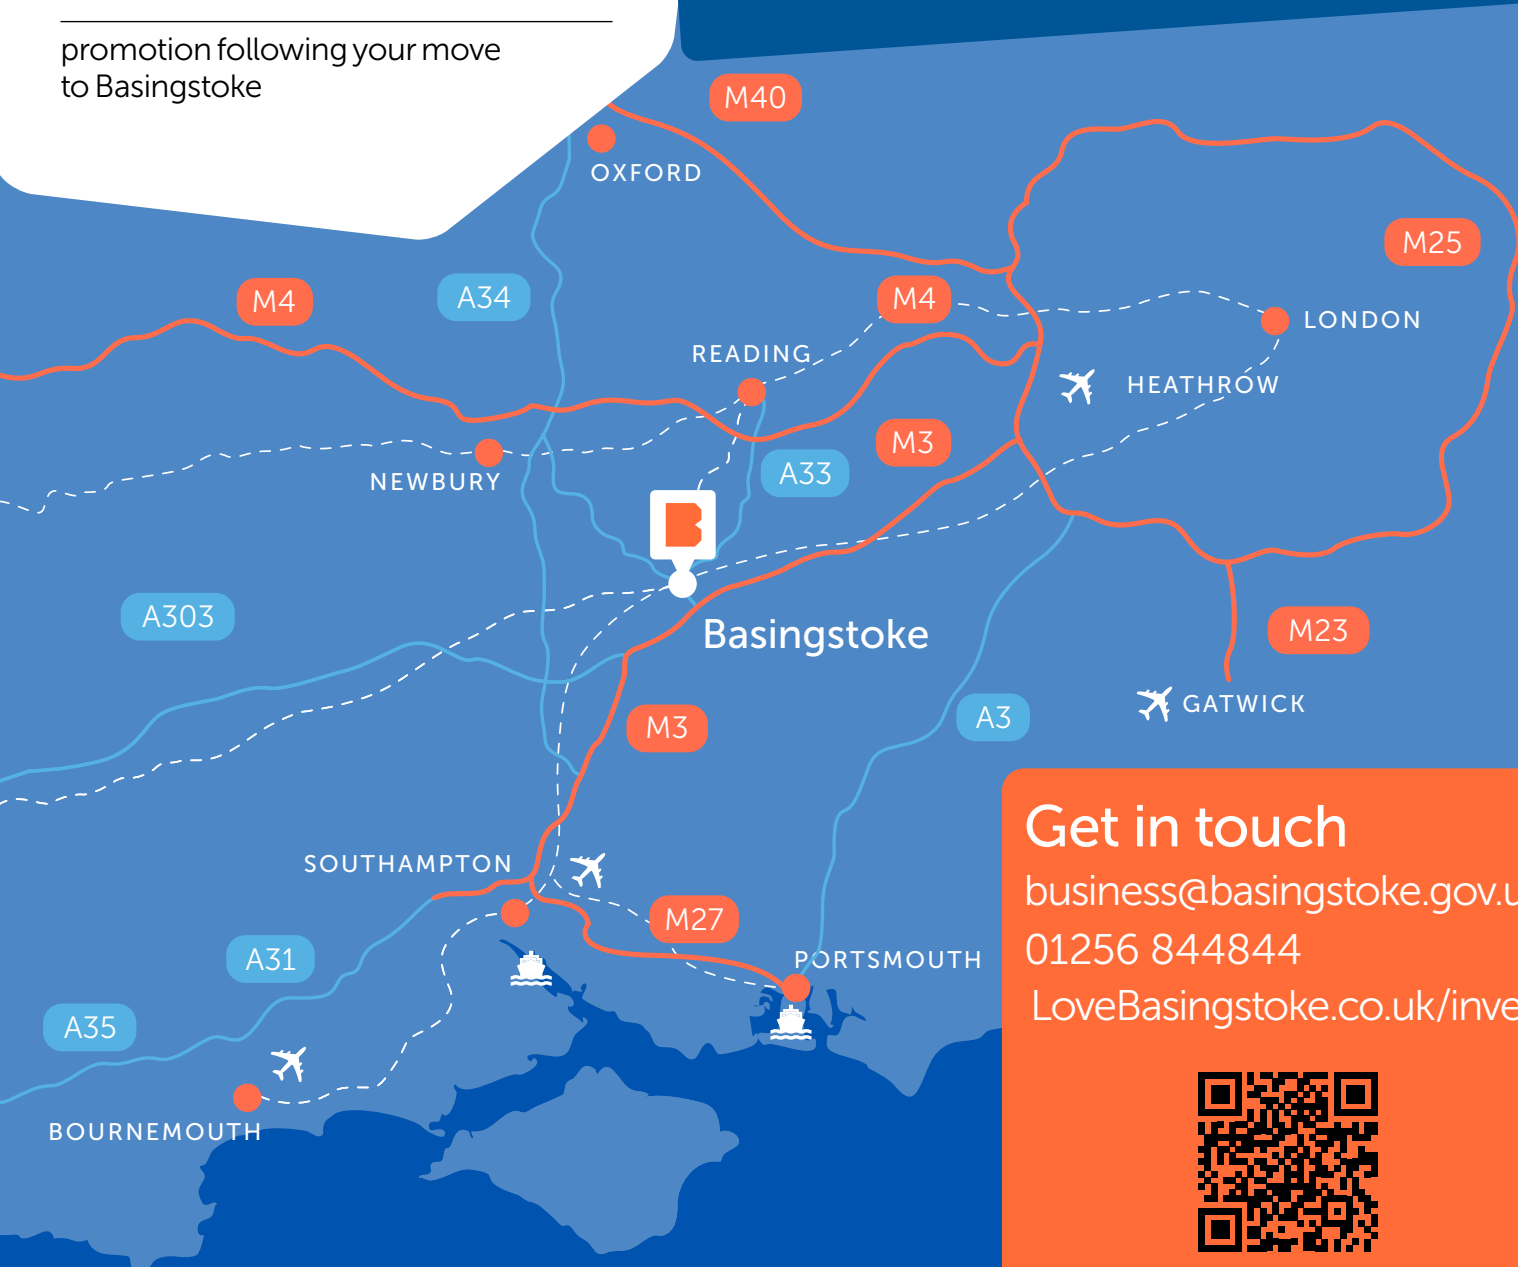 promotion following your move
to Basingstoke
M40
OXFORD
M25
M4
A34
M4
LONDON
READING
HEATHROW
M3
A33
NEWBURY
A303
Basingstoke
M23
GATWICK
A3
M3
Get in touch
business@basingstoke.gov.u
SOUTHAMPTON
M27
01256 844844
A31
PORTSMOUTH
LoveBasingstoke.co.uk/inve
A35
BOURNEMOUTH